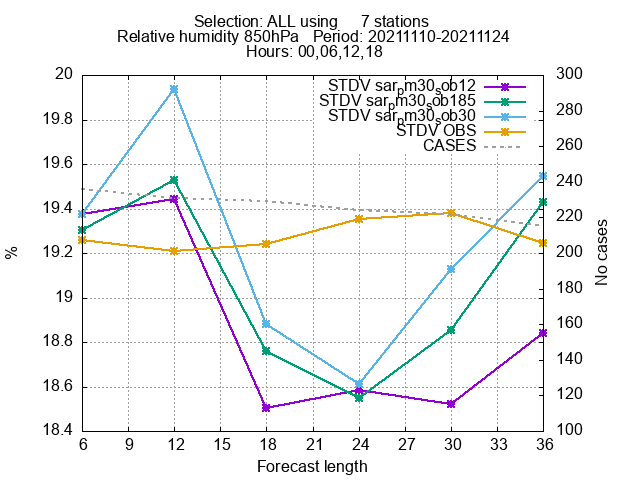 Selection: ALL using 7 stations
Relative humidity 850hPa Period: 20211110-20211124
Hours: 00,06,12,18
STDV sar_pm30_sob12
STDV sar_pm30_sob185
STDV sar_pm30_sob30
STDV OBS
CASES
20
19.8
19.6
19.4
19.2
19
18.8
18.6
18.4
%
300
280
260
240
220
200
180
160
140
120
100
No cases
6 9 12 15 18 21 24 27 30 33 36
Forecast length